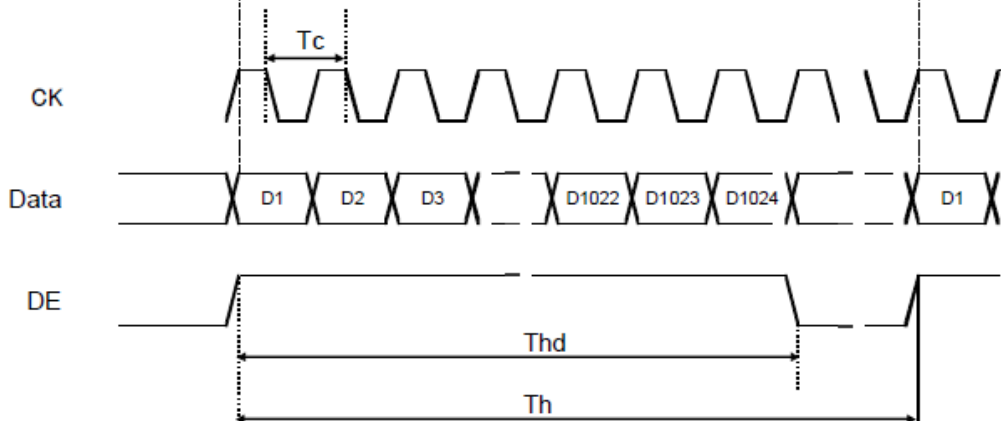 Tc
CK
Data D1 D2 D3 D1022 D1023 D1024 D1
DE
Thd
Th